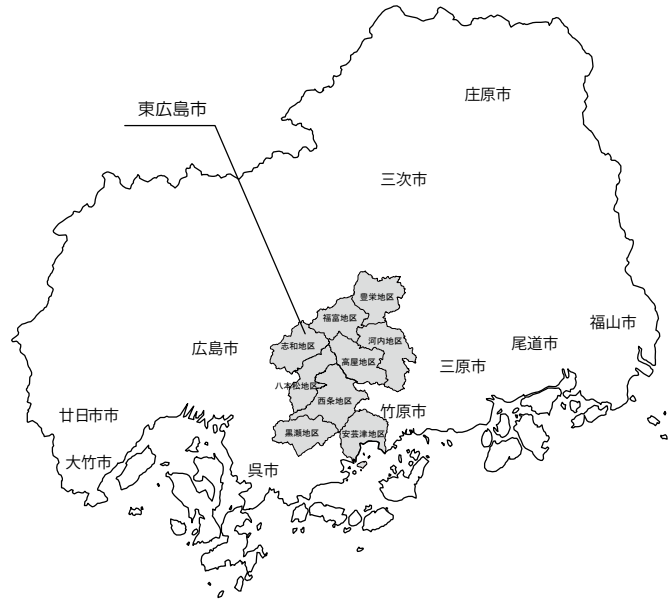 庄原市
東広島市
三次市
豊栄地区
福富地区
福山市
河内地区
尾道市
志和地区
広島市
高屋地区
三原市
八本松地区
西条地区
竹原市
廿日市市
黒瀬地区
安芸津地区
大竹市
呉市